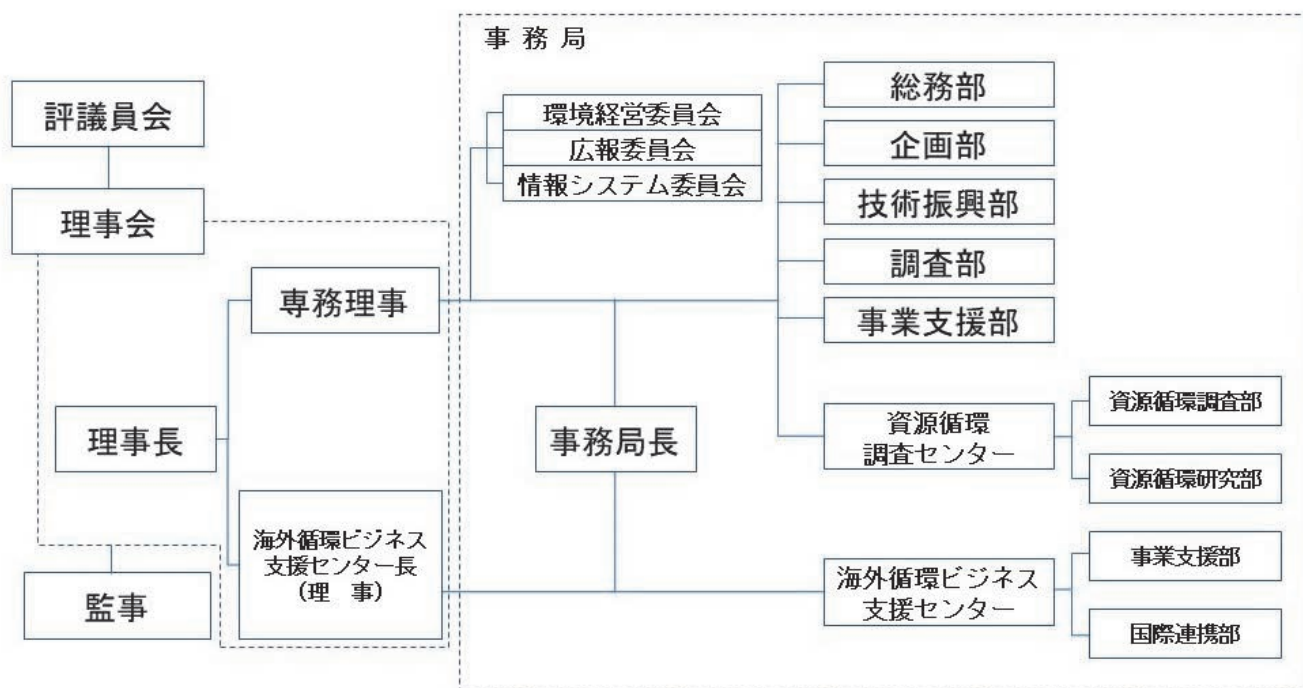 事 務 局
評議員会
理事会
専務理事
理事長
海外循環ビジネス
支援センター長
(理 事)
監事
環境経営委員会
広報委員会
情報システム委員会
事務局長
総務部
企画部
技術振興部
調査部
事業支援部
資源循環
調査センター
資源循環調査部
資源循環研究部
海外循環ビジネス
支援センター
事業支援部
国際連携部